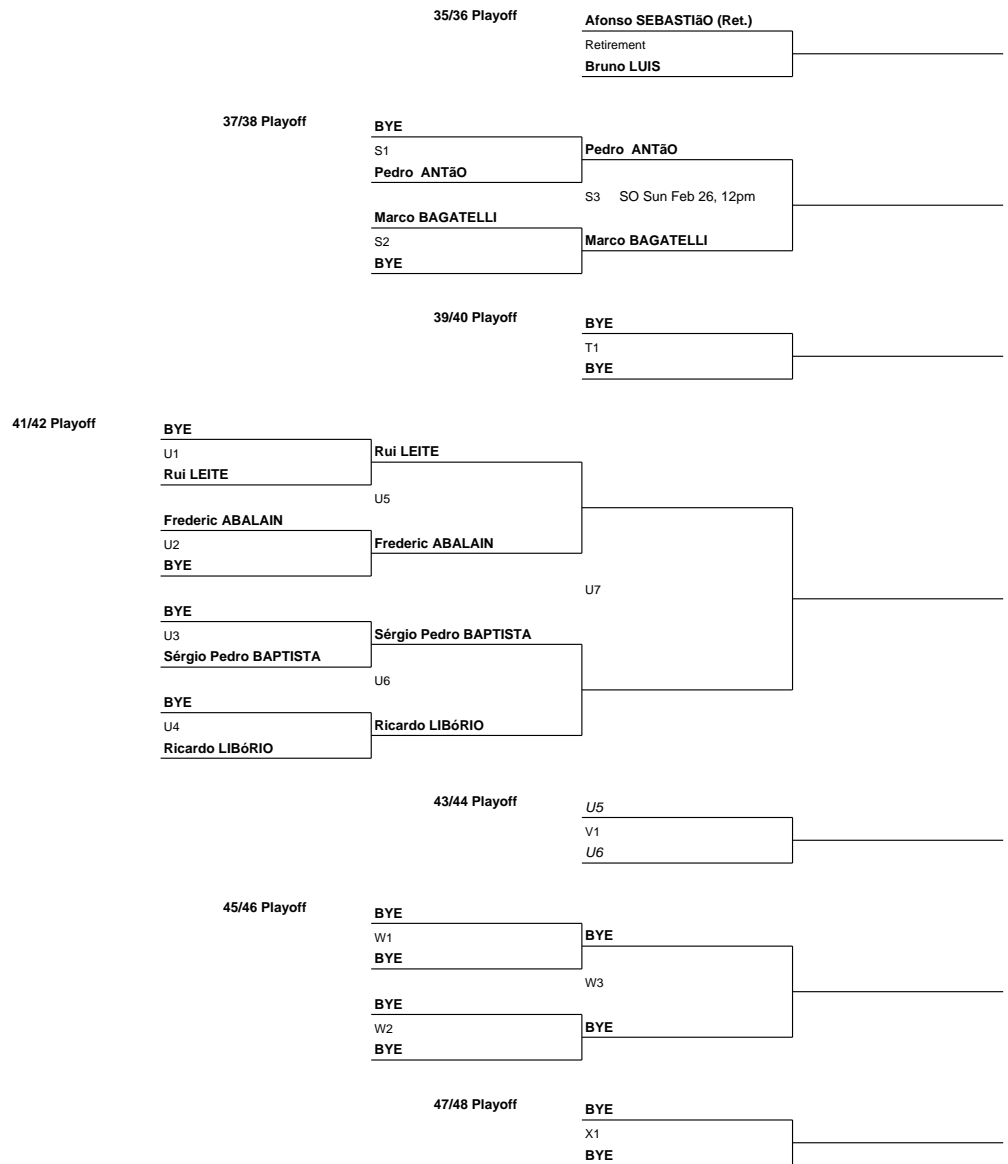 35/36 Playoff
Afonso SEBASTIãO (Ret.)
Retirement
Bruno LUIS
37/38 Playoff
BYE
S1
Pedro ANTãO
Pedro ANTãO
S3 SO Sun Feb 26, 12pm
Marco BAGATELLI
S2
BYE
Marco BAGATELLI
39/40 Playoff
BYE
T1
BYE
41/42 Playoff
BYE
U1
Rui LEITE
Rui LEITE
U5
Frederic ABALAIN
U2
BYE
Frederic ABALAIN
U7
BYE
U3
Sérgio Pedro BAPTISTA
Sérgio Pedro BAPTISTA
U6
BYE
U4
Ricardo LIBóRIO
Ricardo LIBóRIO
43/44 Playoff
U5
V1
U6
45/46 Playoff
BYE
W1
BYE
BYE
W3
BYE
W2
BYE
BYE
47/48 Playoff
BYE
X1
BYE